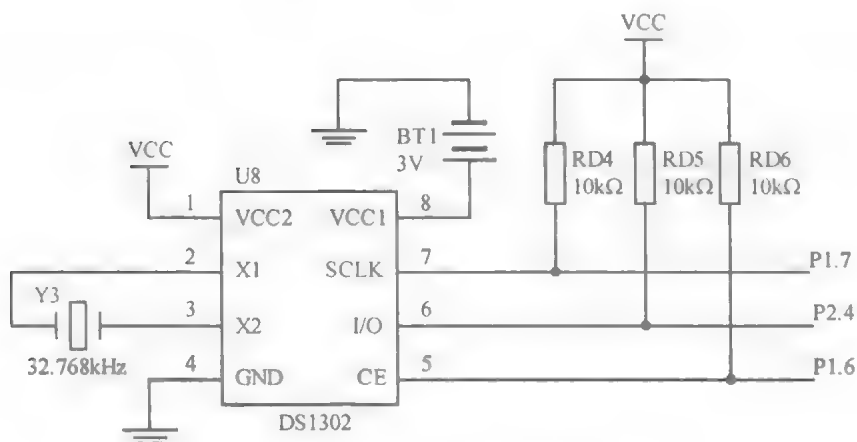 VCC
BT1
3V
RD4
10kΩ
RD5
10kΩ
RD6
10kΩ
VCC
U8
1
VCC2
VCC1
8
2
X1
SCLK
7
P1.7
Y3
3
X2
I/O
6
P2.4
32.768kHz
4
GND
CE
5
P1.6
DS1302